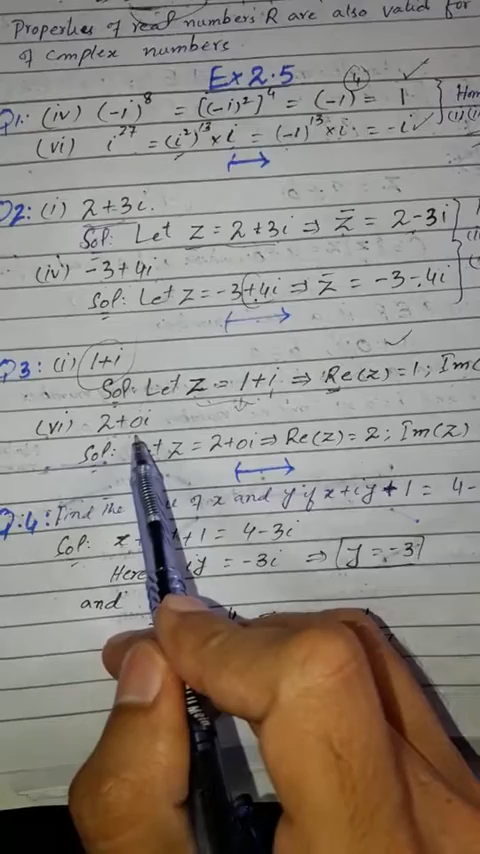 Properties of real numbers R are also valid for
of complex numbers.
Ex 2.5
Q1: (iv) (-i)^8 = [(-i)^2]^4 = (-1)^4 = 1
(vi) i^27 = (i^2)^13 × i = (-1)^13 × i = -i
Q2: (i) 2+3i.
Sol: Let z = 2+3i ⇒ z̄ = 2-3i
(iv) -3+4i
Sol: Let z = -3+4i ⇒ z̄ = -3-4i
Q3: (i) 1+i
Sol: Let z = 1+i ⇒ Re(z)=1; Im(
(vi) 2+0i
Sol: z = 2+0i ⇒ Re(z) = 2; Im(z)
Q:4: Find the of x and y if x+iy+1 = 4-
Sol: x +1 = 4-3i
Here iy = -3i ⇒ y = -3
and